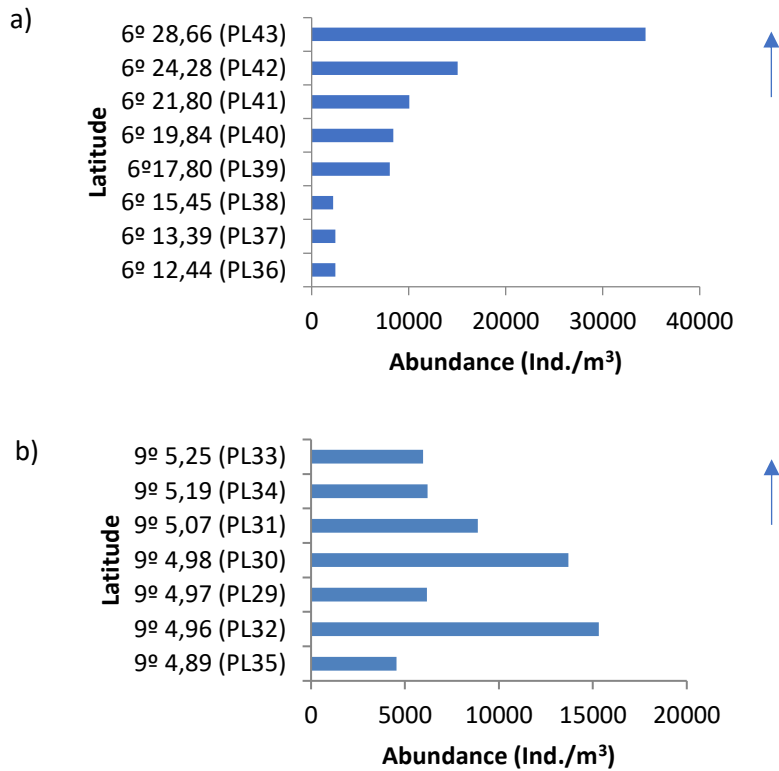 a)
6º 28,66 (PL43)
6º 24,28 (PL42)
6º 21,80 (PL41)
6º 19,84 (PL40)
6º17,80 (PL39)
6º 15,45 (PL38)
6º 13,39 (PL37)
6º 12,44 (PL36)
Latitude
0 10000 20000 30000 40000
Abundance (Ind./m³)
b)
9º 5,25 (PL33)
9º 5,19 (PL34)
9º 5,07 (PL31)
9º 4,98 (PL30)
9º 4,97 (PL29)
9º 4,96 (PL32)
9º 4,89 (PL35)
Latitude
0 5000 10000 15000 20000
Abundance (Ind./m³)